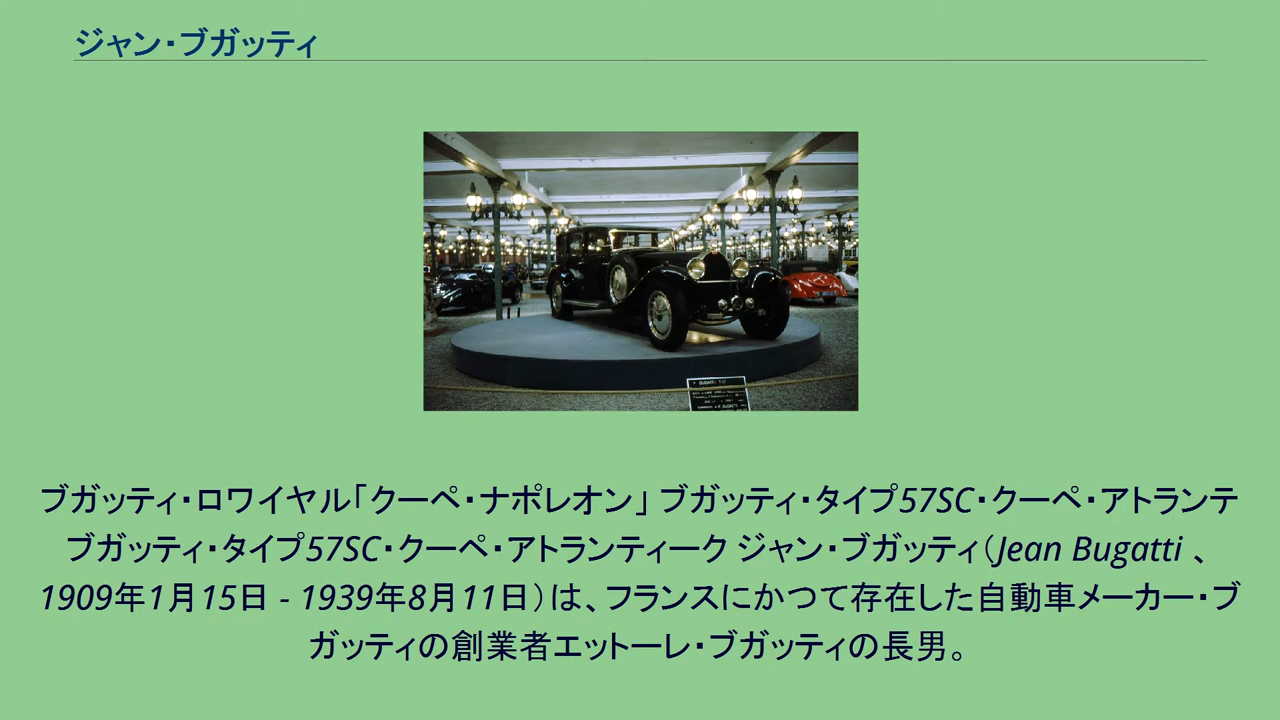 ジャン・ブガッティ
BUGATTI T 41
ブガッティ・ロワイヤル「クーペ・ナポレオン」 ブガッティ・タイプ57SC・クーペ・アトランテ
ブガッティ・タイプ57SC・クーペ・アトランティーク ジャン・ブガッティ（Jean Bugatti 、
1909年1月15日 - 1939年8月11日）は、フランスにかつて存在した自動車メーカー・ブ
ガッティの創業者エットーレ・ブガッティの長男。